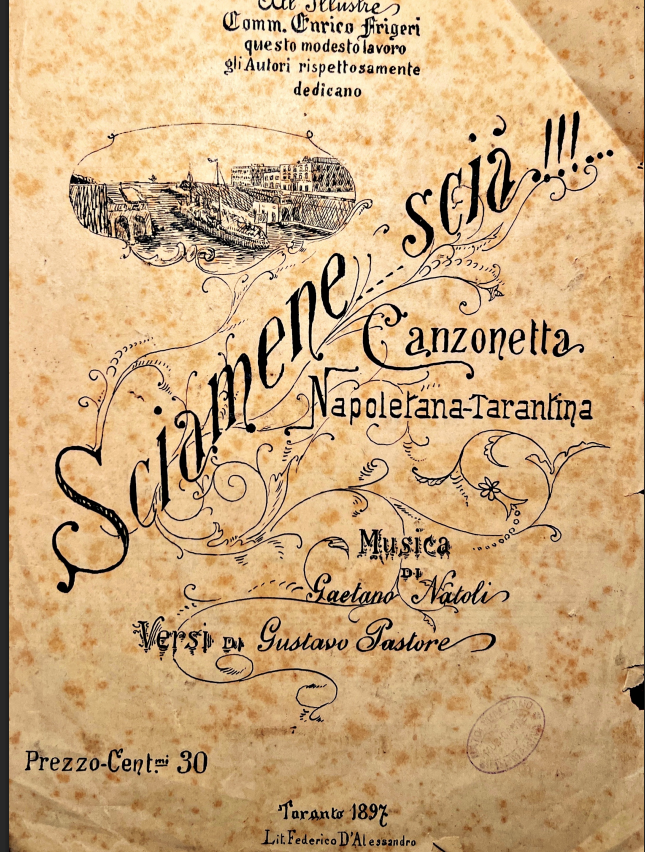 All'Illustre
Comm. Enrico Frigeri
questo modesto lavoro
gli Autori rispettosamente
dedicano
Sciamene... scià!!!...
Canzonetta
Napoletana-Tarantina
Musica
DI
Gaetano Natoli
Versi DI Gustavo Pastore
Prezzo-Cent.mi 30
Taranto 1897
Lit. Federico D'Alessandro